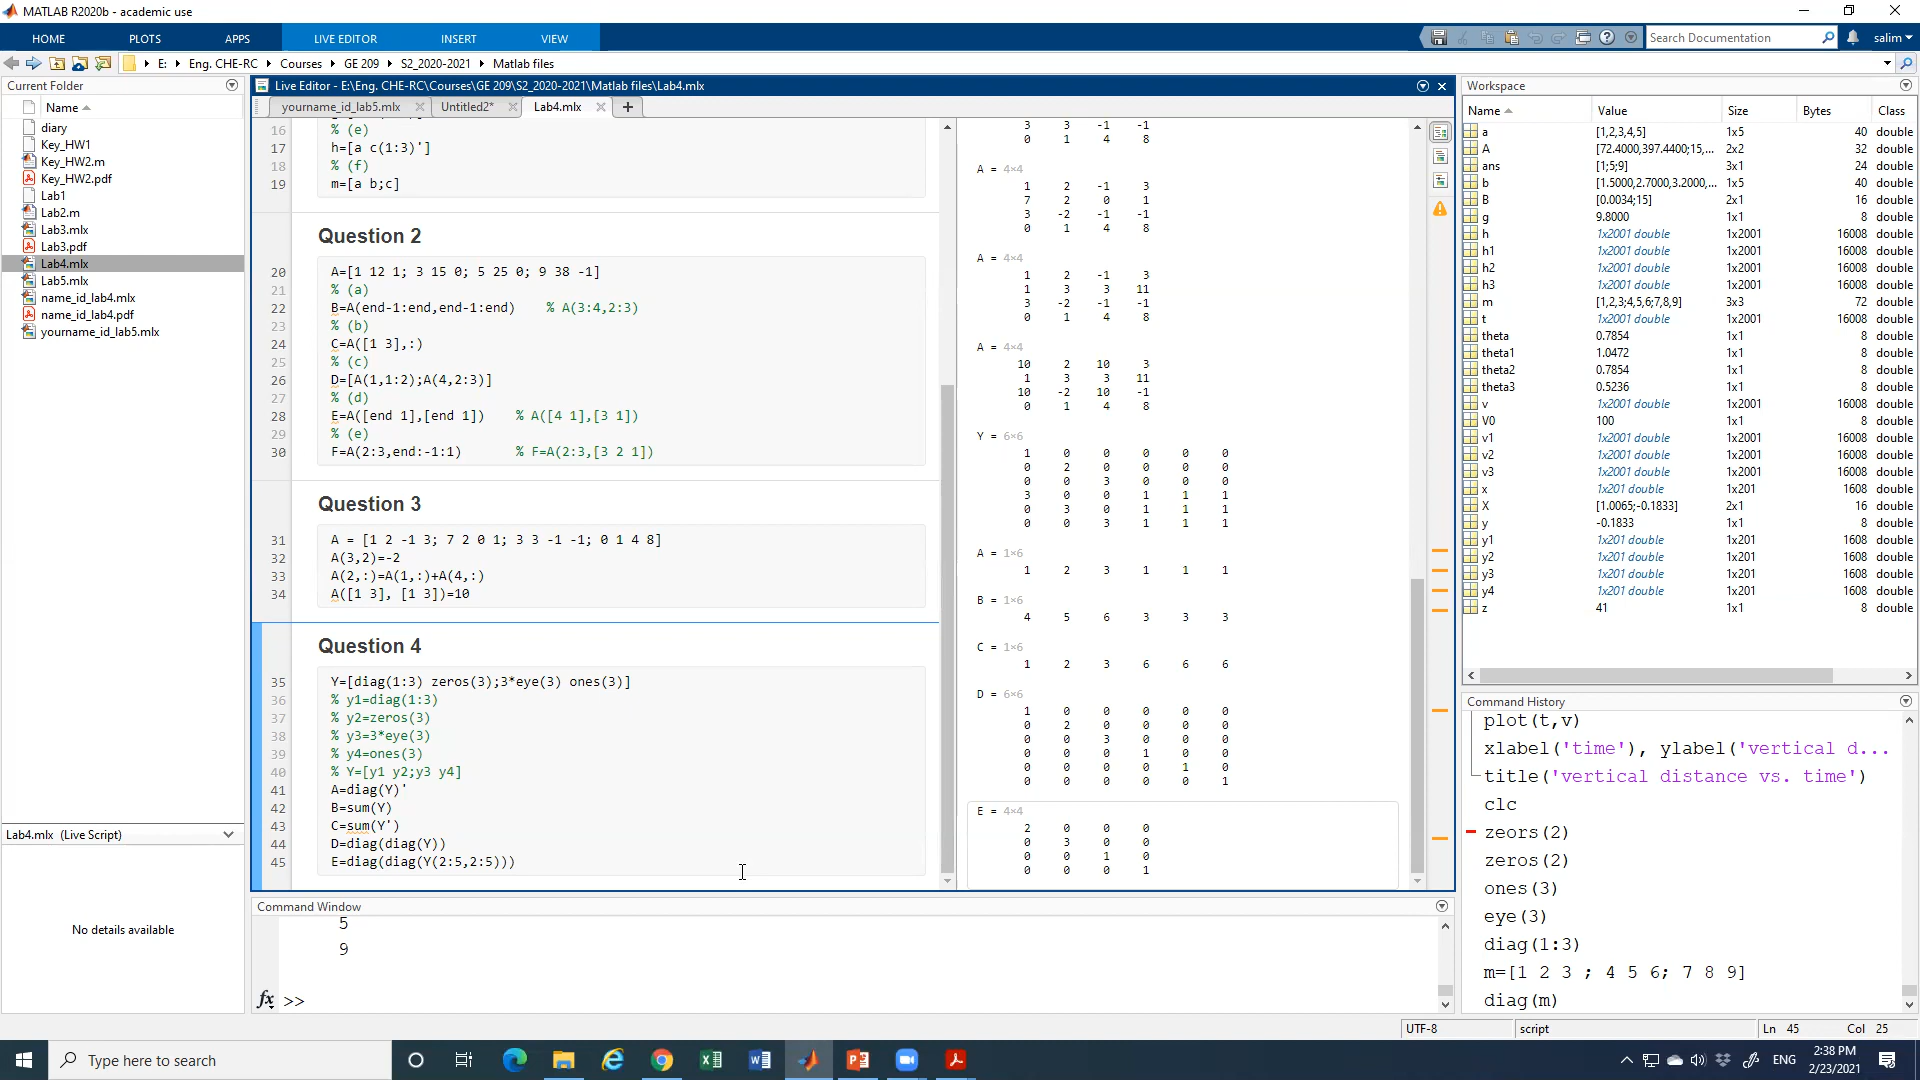 MATLAB R2020b - academic use
HOME PLOTS APPS LIVE EDITOR INSERT VIEW
Search Documentation
salim
E: Eng. CHE-RC Courses GE 209 S2_2020-2021 Matlab files
Current Folder
Name
diary
Key_HW1
Key_HW2.m
Key_HW2.pdf
Lab1
Lab2.m
Lab3.mlx
Lab3.pdf
Lab4.mlx
Lab5.mlx
name_id_lab4.mlx
name_id_lab4.pdf
yourname_id_lab5.mlx
Lab4.mlx (Live Script)
No details available
Live Editor - E:\Eng. CHE-RC\Courses\GE 209\S2_2020-2021\Matlab files\Lab4.mlx
yourname_id_lab5.mlx Untitled2* Lab4.mlx
16 % (e)
17 h=[a c(1:3)']
18 % (f)
19 m=[a b;c]
Question 2
20 A=[1 12 1; 3 15 0; 5 25 0; 9 38 -1]
21 % (a)
22 B=A(end-1:end,end-1:end) % A(3:4,2:3)
23 % (b)
24 C=A([1 3],:)
25 % (c)
26 D=[A(1,1:2);A(4,2:3)]
27 % (d)
28 E=A([end 1],[end 1]) % A([4 1],[3 1])
29 % (e)
30 F=A(2:3,end:-1:1) % F=A(2:3,[3 2 1])
Question 3
31 A = [1 2 -1 3; 7 2 0 1; 3 3 -1 -1; 0 1 4 8]
32 A(3,2)=-2
33 A(2,:)=A(1,:)+A(4,:)
34 A([1 3], [1 3])=10
Question 4
35 Y=[diag(1:3) zeros(3);3*eye(3) ones(3)]
36 % y1=diag(1:3)
37 % y2=zeros(3)
38 % y3=3*eye(3)
39 % y4=ones(3)
40 % Y=[y1 y2;y3 y4]
41 A=diag(Y)'
42 B=sum(Y)
43 C=sum(Y')
44 D=diag(diag(Y))
45 E=diag(diag(Y(2:5,2:5)))
3 3 -1 -1
0 1 4 8
A = 4×4
1 2 -1 3
7 2 0 1
3 -2 -1 -1
0 1 4 8
A = 4×4
1 2 -1 3
1 3 3 11
3 -2 -1 -1
0 1 4 8
A = 4×4
10 2 10 3
1 3 3 11
10 -2 10 -1
0 1 4 8
Y = 6×6
1 0 0 0 0 0
0 2 0 0 0 0
0 0 3 0 0 0
3 0 0 1 1 1
0 3 0 1 1 1
0 0 3 1 1 1
A = 1×6
1 2 3 1 1 1
B = 1×6
4 5 6 3 3 3
C = 1×6
1 2 3 6 6 6
D = 6×6
1 0 0 0 0 0
0 2 0 0 0 0
0 0 3 0 0 0
0 0 0 1 0 0
0 0 0 0 1 0
0 0 0 0 0 1
E = 4×4
2 0 0 0
0 3 0 0
0 0 1 0
0 0 0 1
Command Window
5
9
fx >>
Workspace
Name Value Size Bytes Class
a [1,2,3,4,5] 1x5 40 double
A [72.4000,397.4400;15,... 2x2 32 double
ans [1;5;9] 3x1 24 double
b [1.5000,2.7000,3.2000,... 1x5 40 double
B [0.0034;15] 2x1 16 double
g 9.8000 1x1 8 double
h 1x2001 double 1x2001 16008 double
h1 1x2001 double 1x2001 16008 double
h2 1x2001 double 1x2001 16008 double
h3 1x2001 double 1x2001 16008 double
m [1,2,3;4,5,6;7,8,9] 3x3 72 double
t 1x2001 double 1x2001 16008 double
theta 0.7854 1x1 8 double
theta1 1.0472 1x1 8 double
theta2 0.7854 1x1 8 double
theta3 0.5236 1x1 8 double
v 1x2001 double 1x2001 16008 double
V0 100 1x1 8 double
v1 1x2001 double 1x2001 16008 double
v2 1x2001 double 1x2001 16008 double
v3 1x2001 double 1x2001 16008 double
x 1x201 double 1x201 1608 double
X [1.0065;-0.1833] 2x1 16 double
y -0.1833 1x1 8 double
y1 1x201 double 1x201 1608 double
y2 1x201 double 1x201 1608 double
y3 1x201 double 1x201 1608 double
y4 1x201 double 1x201 1608 double
z 41 1x1 8 double
Command History
plot(t,v)
xlabel('time'), ylabel('vertical d...
title('vertical distance vs. time')
clc
zeors(2)
zeros(2)
ones(3)
eye(3)
diag(1:3)
m=[1 2 3 ; 4 5 6; 7 8 9]
diag(m)
UTF-8 script Ln 45 Col 25
Type here to search
ENG
2:38 PM
2/23/2021